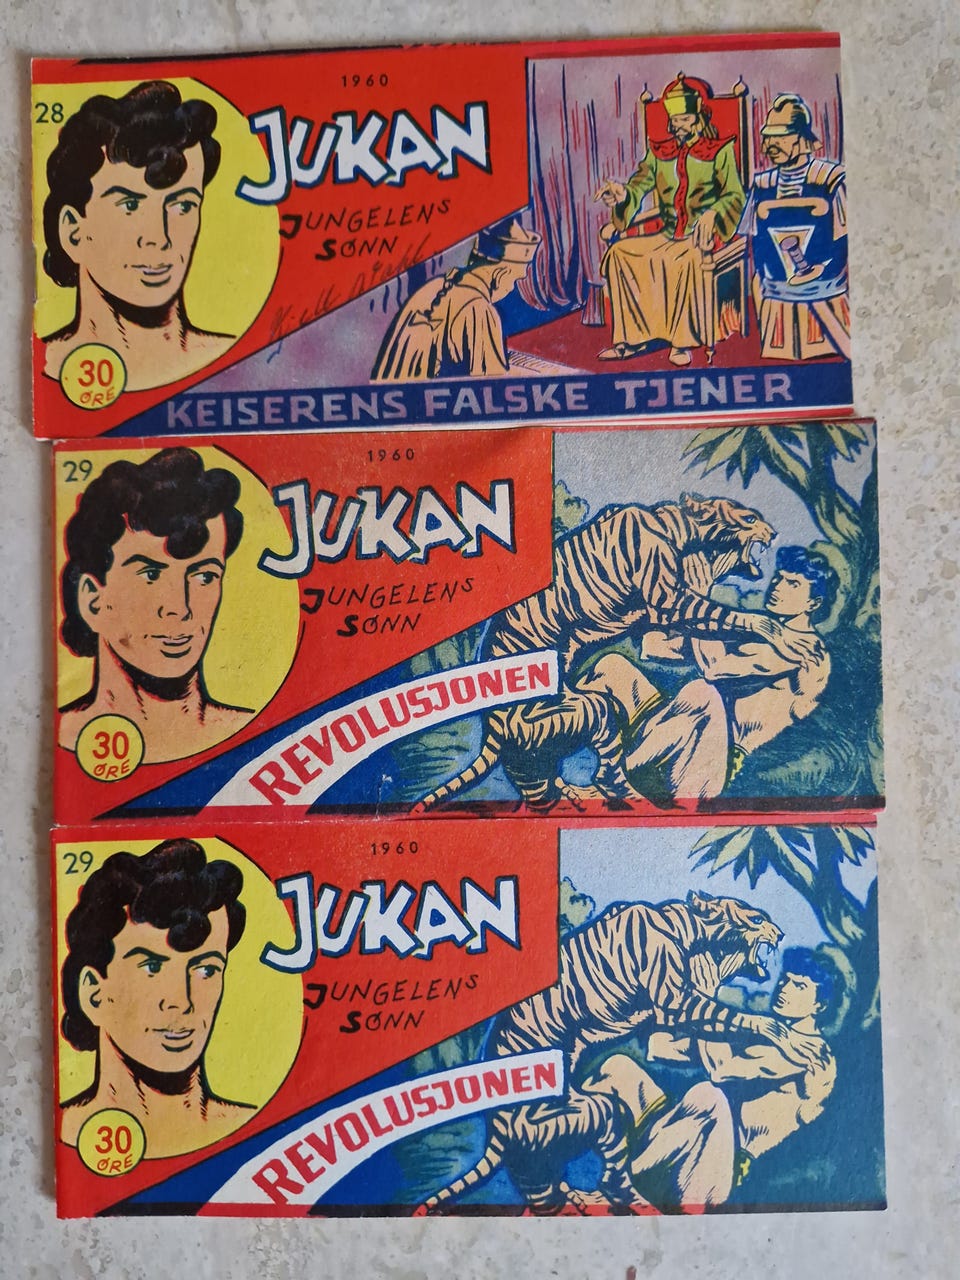 28
1960
JUKAN
JUNGELENS
SØNN
30
ØRE
KEISERENS FALSKE TJENER
29
1960
JUKAN
JUNGELENS
SØNN
REVOLUSJONEN
30
ØRE
29
1960
JUKAN
JUNGELENS
SØNN
REVOLUSJONEN
30
ØRE